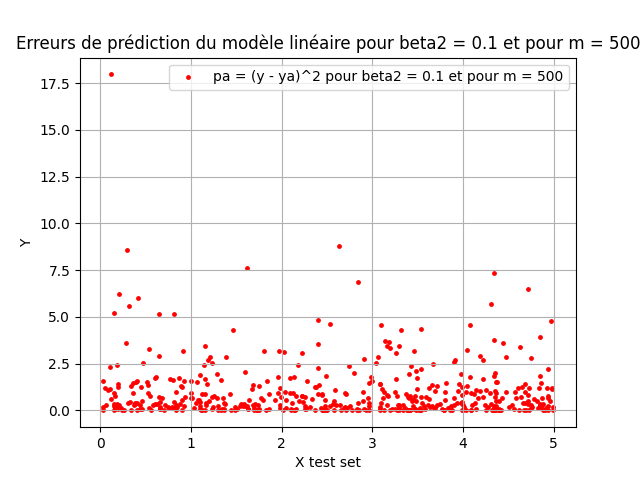 Erreurs de prédiction du modèle linéaire pour beta2 = 0.1 et pour m = 500
pa = (y - ya)^2 pour beta2 = 0.1 et pour m = 500
17.5
15.0
12.5
10.0
7.5
5.0
2.5
0.0
Y
0 1 2 3 4 5
X test set